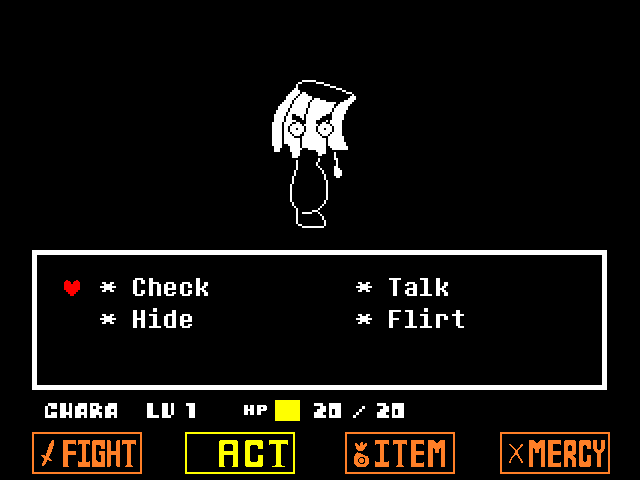 * Check * Talk
* Hide * Flirt
CHARA LV 1 HP 20 / 20
FIGHT ACT ITEM MERCY